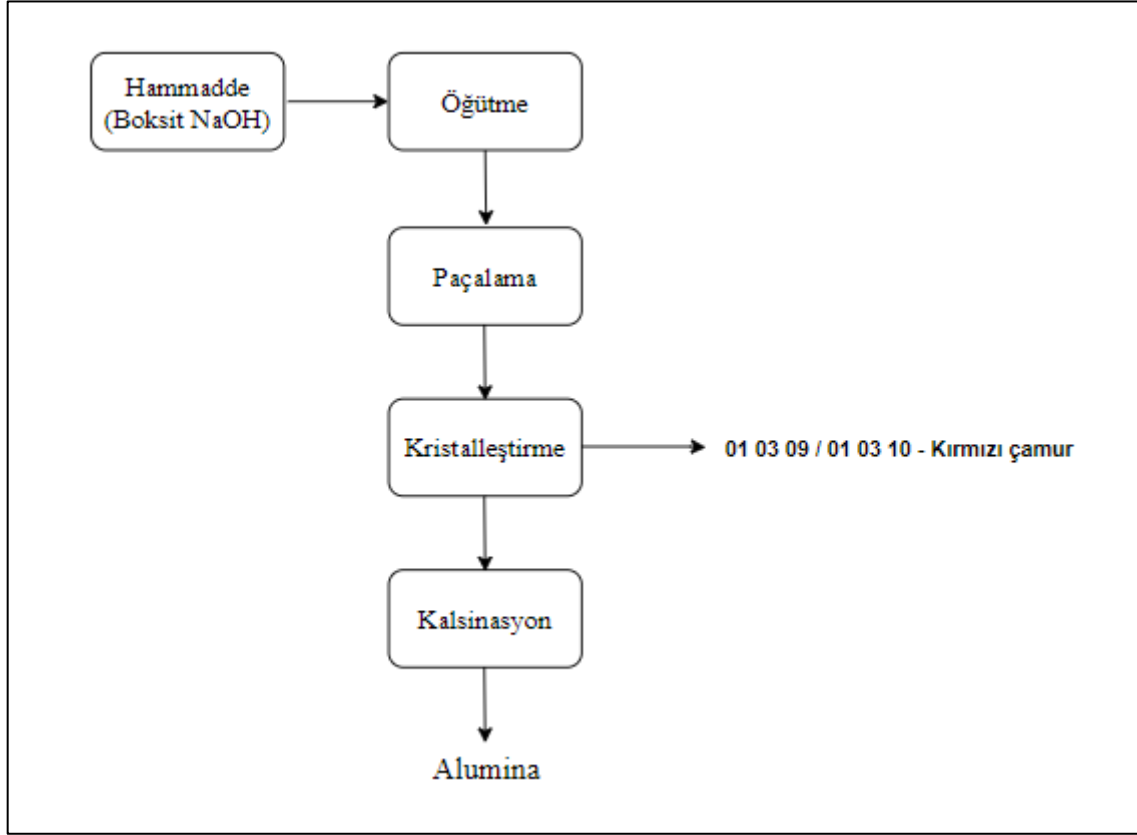 Hammadde
(Boksit NaOH)
Öğütme
Paçalama
Kristalleştirme
01 03 09 / 01 03 10 - Kırmızı çamur
Kalsinasyon
Alumina